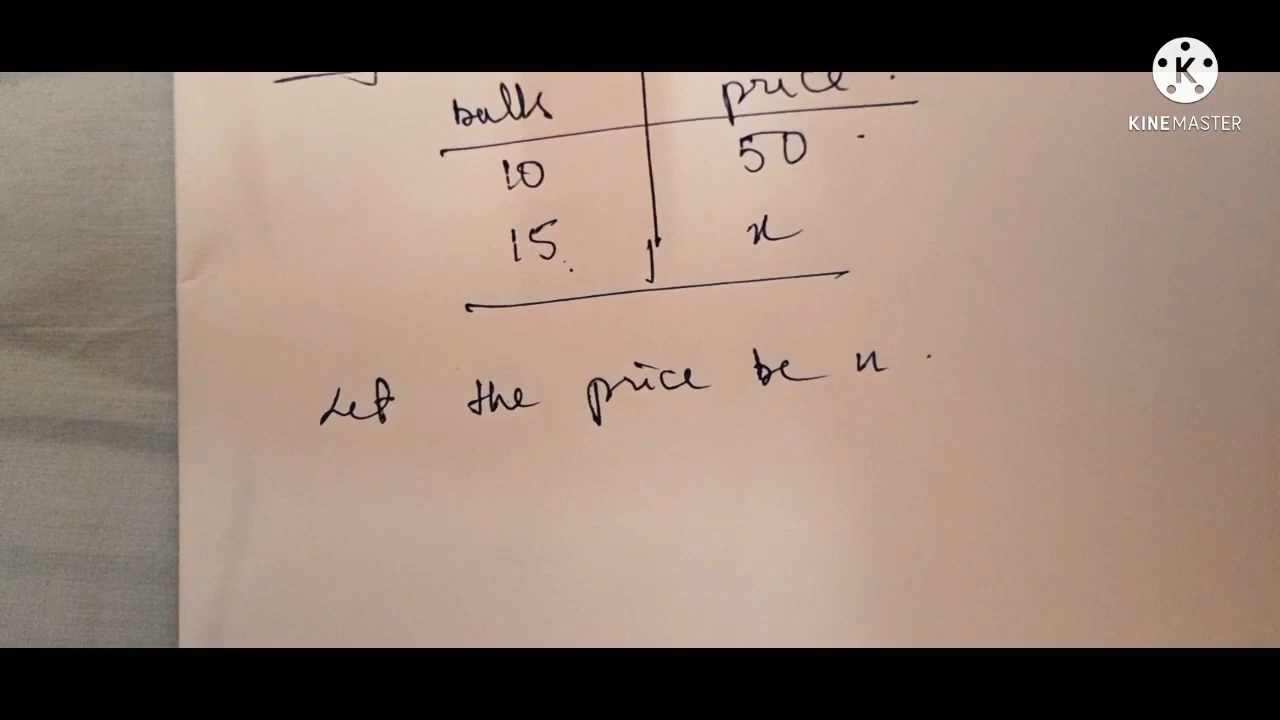 balls price.
10 50
15. x
Let the price be x.
KINEMASTER